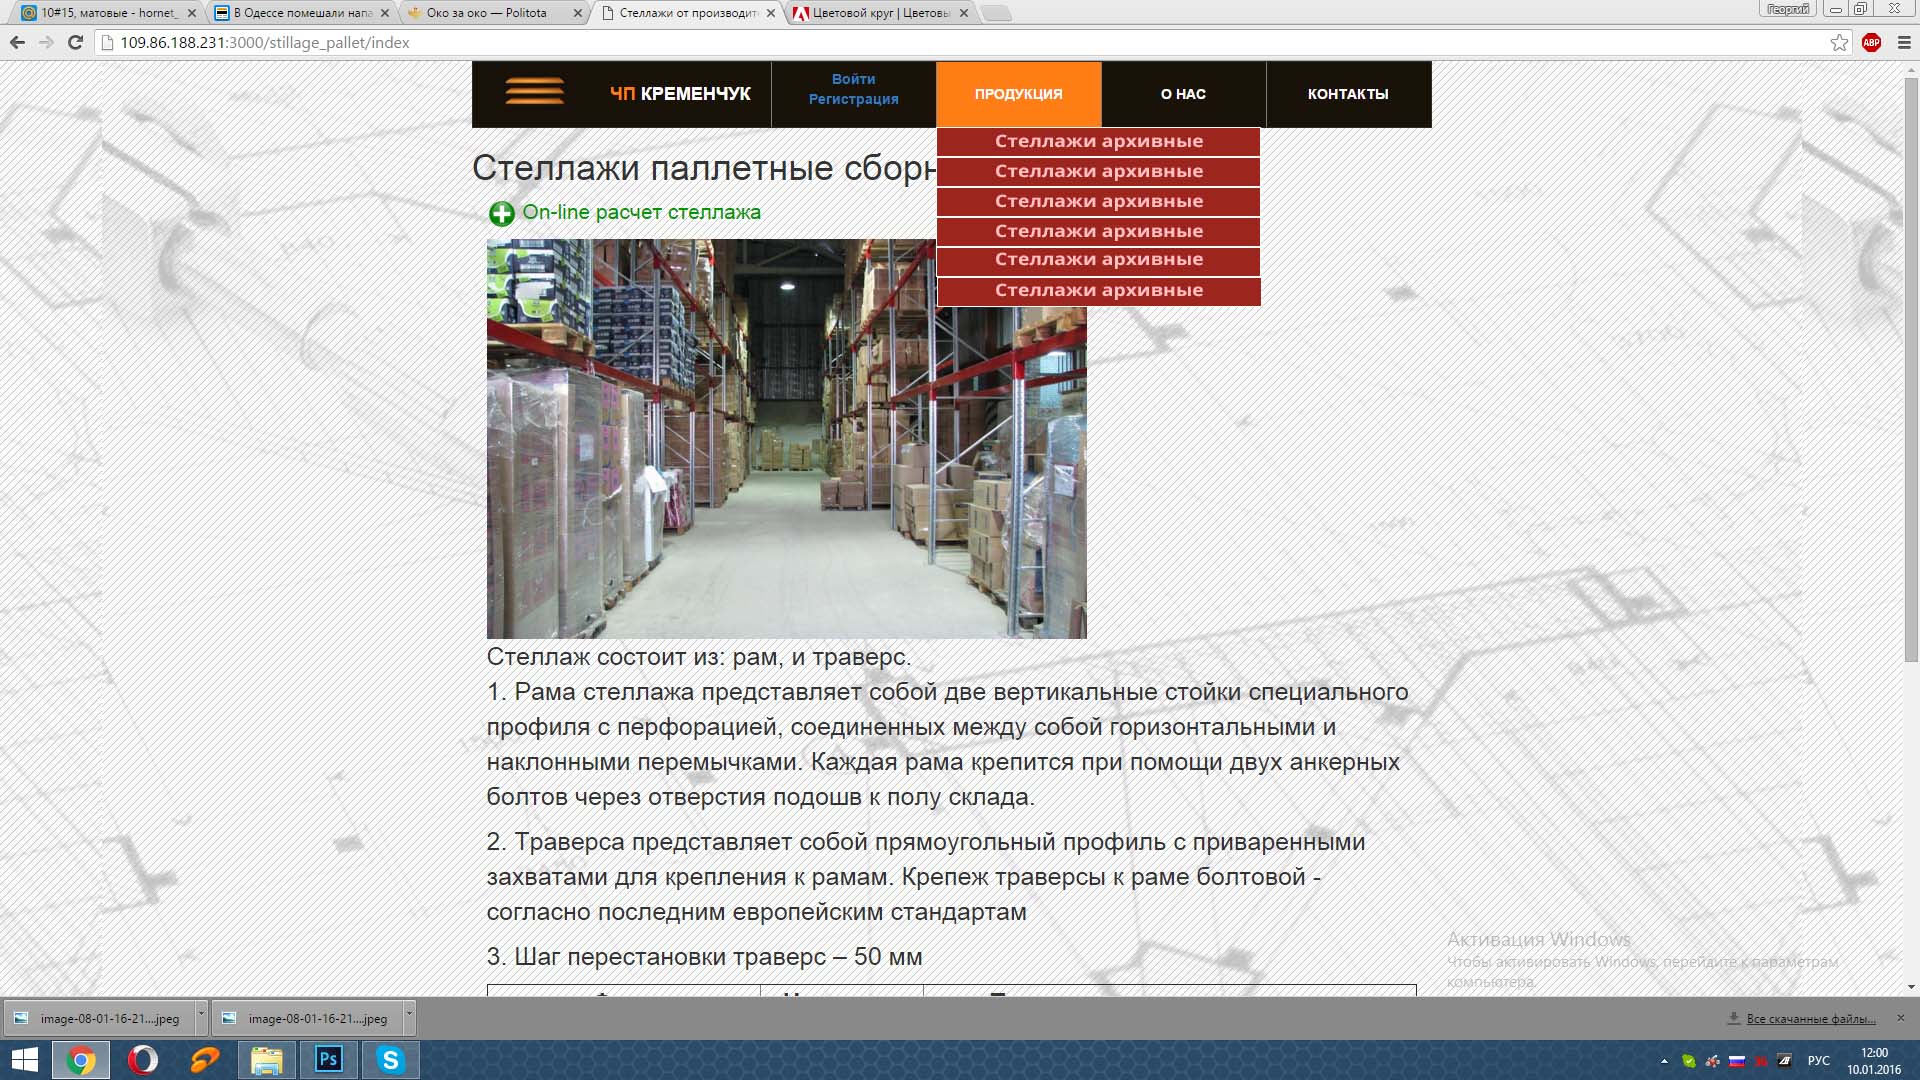 10#15, матовые - hornet_
В Одессе помешали напа
Око за око — Politota
Стеллажи от производит
Цветовой круг | Цветовы
Георгий
109.86.188.231:3000/stillage_pallet/index
ABP
ЧП КРЕМЕНЧУК
Войти
Регистрация
ПРОДУКЦИЯ
О НАС
КОНТАКТЫ
Стеллажи архивные
Стеллажи архивные
Стеллажи архивные
Стеллажи архивные
Стеллажи архивные
Стеллажи архивные
Стеллажи паллетные сборн
On-line расчет стеллажа
Стеллаж состоит из: рам, и траверс.
1. Рама стеллажа представляет собой две вертикальные стойки специального
профиля с перфорацией, соединенных между собой горизонтальными и
наклонными перемычками. Каждая рама крепится при помощи двух анкерных
болтов через отверстия подошв к полу склада.
2. Траверса представляет собой прямоугольный профиль с приваренными
захватами для крепления к рамам. Крепеж траверсы к раме болтовой -
согласно последним европейским стандартам
3. Шаг перестановки траверс – 50 мм
Активация Windows
Чтобы активировать Windows, перейдите к параметрам
компьютера.
image-08-01-16-21....jpeg
image-08-01-16-21....jpeg
Все скачанные файлы...
Ps
РУС
12:00
10.01.2016